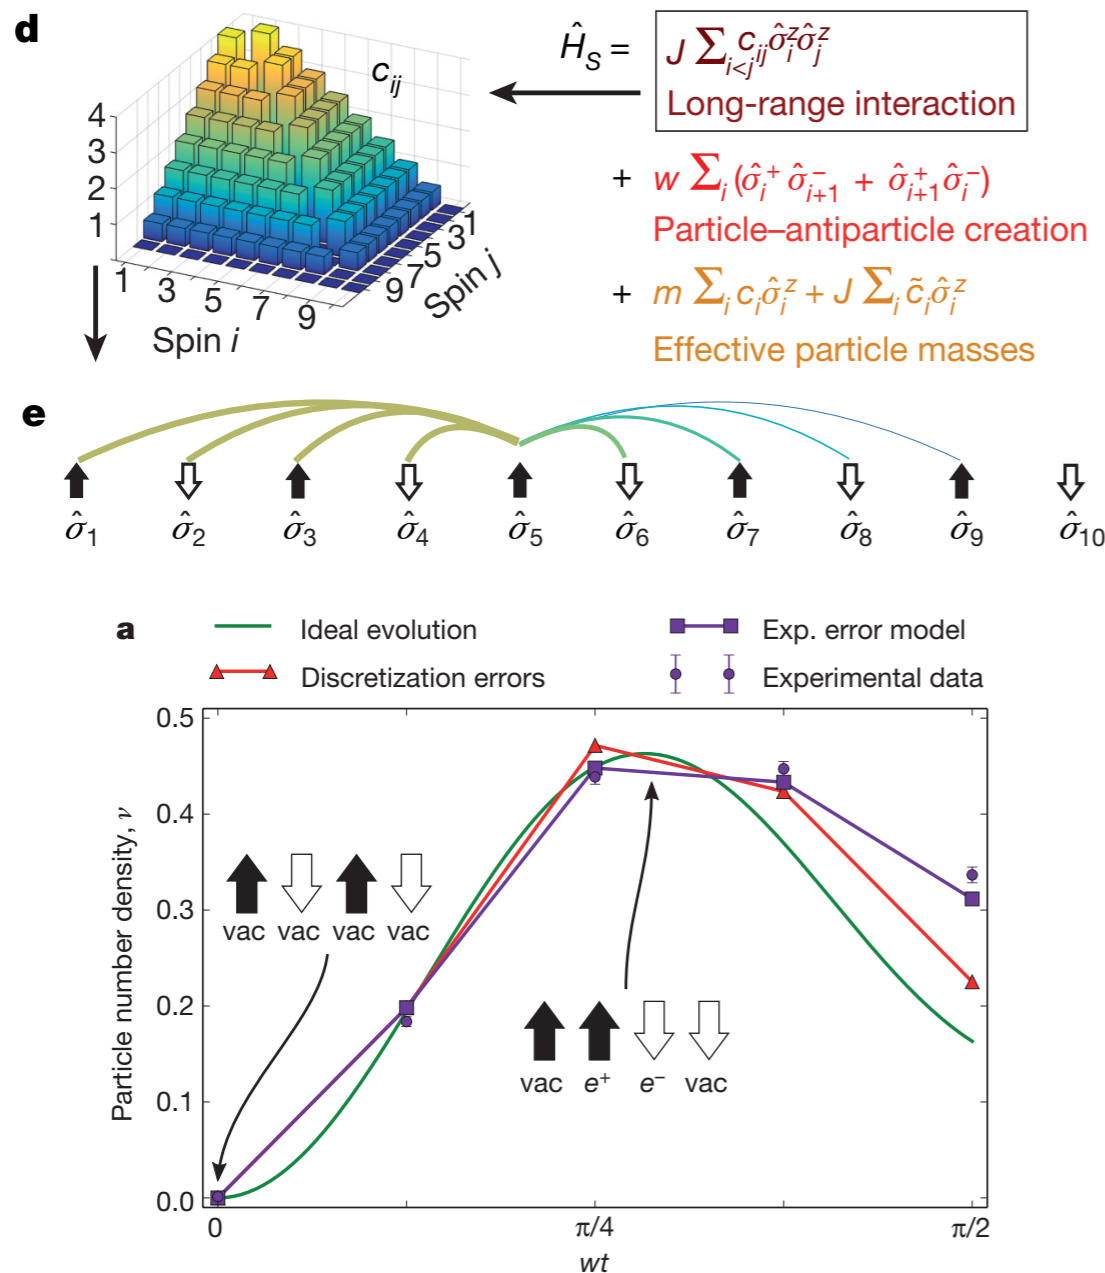 d
Ĥ_S = J ∑_{i<j} c_{ij} σ̂_i^z σ̂_j^z
Long-range interaction
+ w ∑_i (σ̂_i^+ σ̂_{i+1}^- + σ̂_{i+1}^+ σ̂_i^-)
Particle–antiparticle creation
+ m ∑_i c_i σ̂_i^z + J ∑_i c̃_i σ̂_i^z
Effective particle masses
c_{ij}
4
3
2
1
1 3 5 7 9
Spin i
9 7 5 3 1
Spin j
e
σ̂_1 σ̂_2 σ̂_3 σ̂_4 σ̂_5 σ̂_6 σ̂_7 σ̂_8 σ̂_9 σ̂_10
a
Ideal evolution
Discretization errors
Exp. error model
Experimental data
Particle number density, ν
0.5
0.4
0.3
0.2
0.1
0.0
vac vac vac vac
vac e⁺ e⁻ vac
0 π/4 π/2
wt